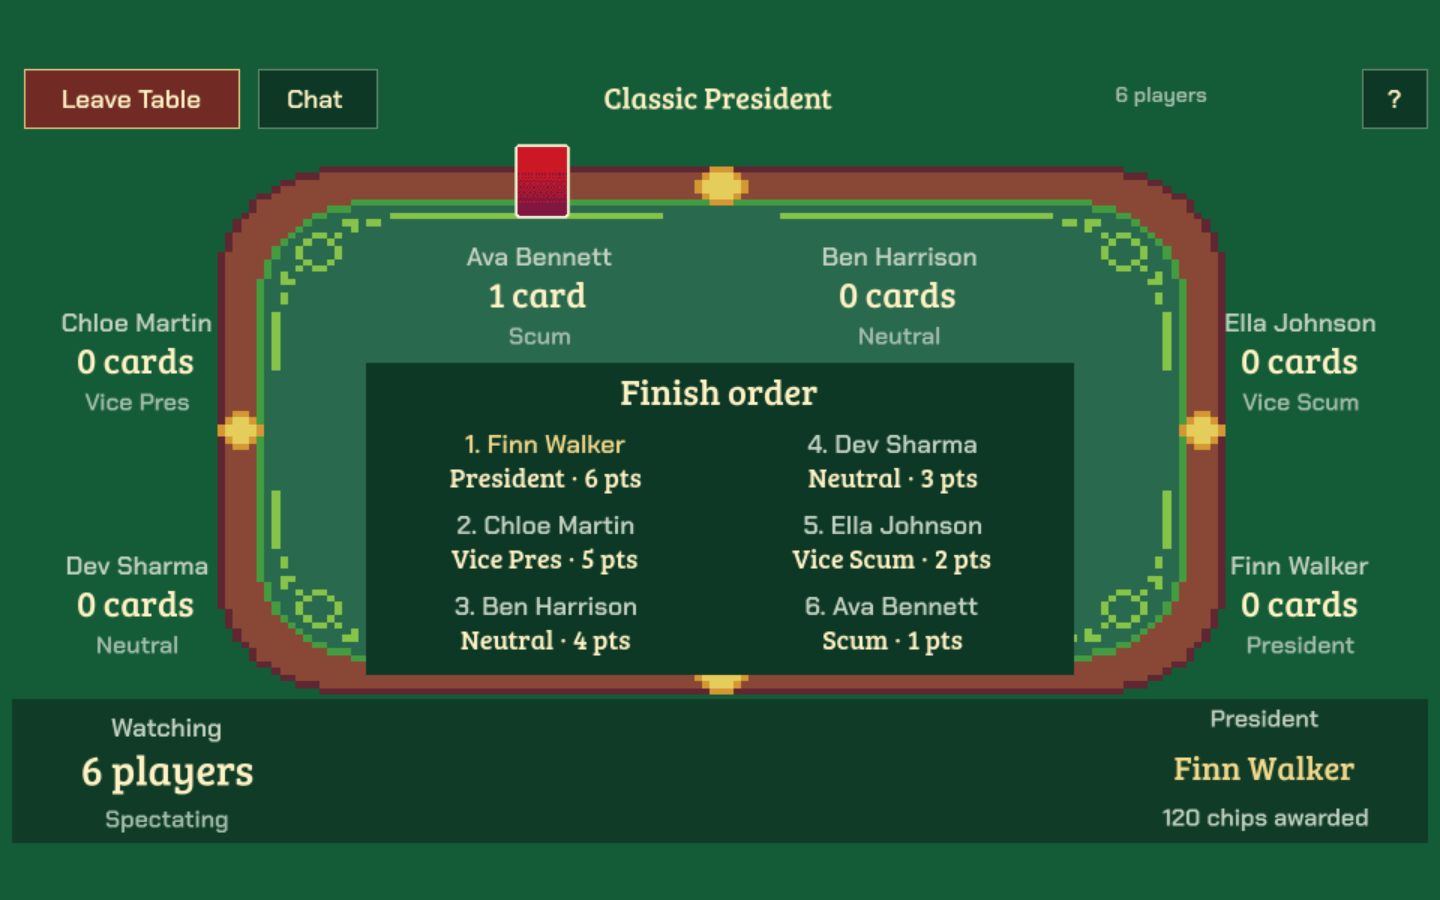 Leave Table
Chat
Classic President
6 players
?
Ava Bennett
1 card
Scum
Ben Harrison
0 cards
Neutral
Chloe Martin
0 cards
Vice Pres
Ella Johnson
0 cards
Vice Scum
Finish order
1. Finn Walker
President · 6 pts
2. Chloe Martin
Vice Pres · 5 pts
3. Ben Harrison
Neutral · 4 pts
4. Dev Sharma
Neutral · 3 pts
5. Ella Johnson
Vice Scum · 2 pts
6. Ava Bennett
Scum · 1 pts
Dev Sharma
0 cards
Neutral
Finn Walker
0 cards
President
Watching
6 players
Spectating
President
Finn Walker
120 chips awarded